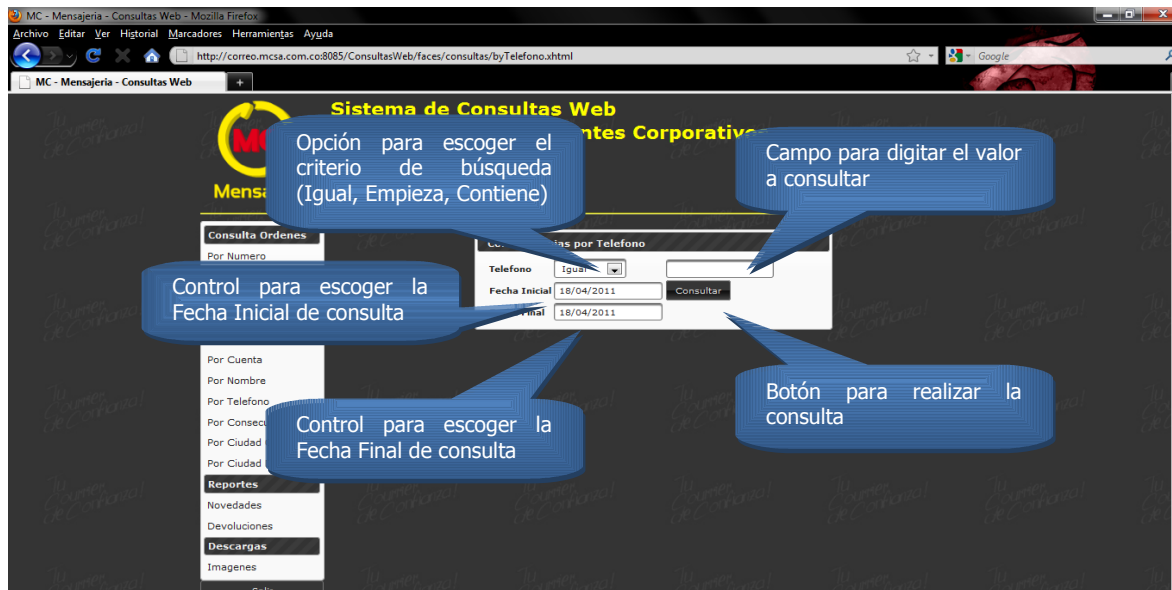 MC - Mensajeria - Consultas Web - Mozilla Firefox
Archivo Editar Ver Historial Marcadores Herramientas Ayuda
http://correo.mcsa.com.co:8085/ConsultasWeb/faces/consultas/byTelefono.xhtml
Google
MC - Mensajeria - Consultas Web
Sistema de Consultas Web
Opción para escoger el
criterio de búsqueda
(Igual, Empieza, Contiene)
Campo para digitar el valor
a consultar
Consulta Ordenes
Por Numero
por Telefono
Telefono Igual
Fecha Inicial 18/04/2011 Consultar
18/04/2011
Control para escoger la
Fecha Inicial de consulta
Por Cuenta
Por Nombre
Por Telefono
Por Ciudad
Por Ciudad
Control para escoger la
Fecha Final de consulta
Botón para realizar la
consulta
Reportes
Novedades
Devoluciones
Descargas
Imagenes